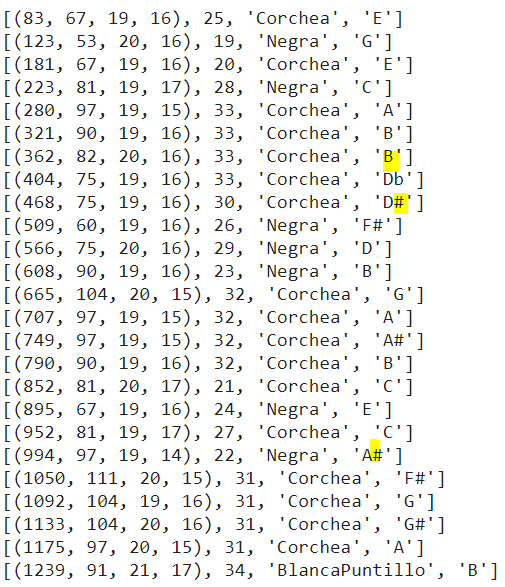 [(83, 67, 19, 16), 25, 'Corchea', 'E']
[(123, 53, 20, 16), 19, 'Negra', 'G']
[(181, 67, 19, 16), 20, 'Corchea', 'E']
[(223, 81, 19, 17), 28, 'Negra', 'C']
[(280, 97, 19, 15), 33, 'Corchea', 'A']
[(321, 90, 19, 16), 33, 'Corchea', 'B']
[(362, 82, 20, 16), 33, 'Corchea', 'B']
[(404, 75, 19, 16), 33, 'Corchea', 'Db']
[(468, 75, 19, 16), 30, 'Corchea', 'D#']
[(509, 60, 19, 16), 26, 'Negra', 'F#']
[(566, 75, 20, 16), 29, 'Negra', 'D']
[(608, 90, 19, 16), 23, 'Negra', 'B']
[(665, 104, 20, 15), 32, 'Corchea', 'G']
[(707, 97, 19, 15), 32, 'Corchea', 'A']
[(749, 97, 19, 15), 32, 'Corchea', 'A#']
[(790, 90, 19, 16), 32, 'Corchea', 'B']
[(852, 81, 20, 17), 21, 'Corchea', 'C']
[(895, 67, 19, 16), 24, 'Negra', 'E']
[(952, 81, 19, 17), 27, 'Corchea', 'C']
[(994, 97, 19, 14), 22, 'Negra', 'A#']
[(1050, 111, 20, 15), 31, 'Corchea', 'F#']
[(1092, 104, 19, 16), 31, 'Corchea', 'G']
[(1133, 104, 20, 16), 31, 'Corchea', 'G#']
[(1175, 97, 20, 15), 31, 'Corchea', 'A']
[(1239, 91, 21, 17), 34, 'BlancaPuntillo', 'B']